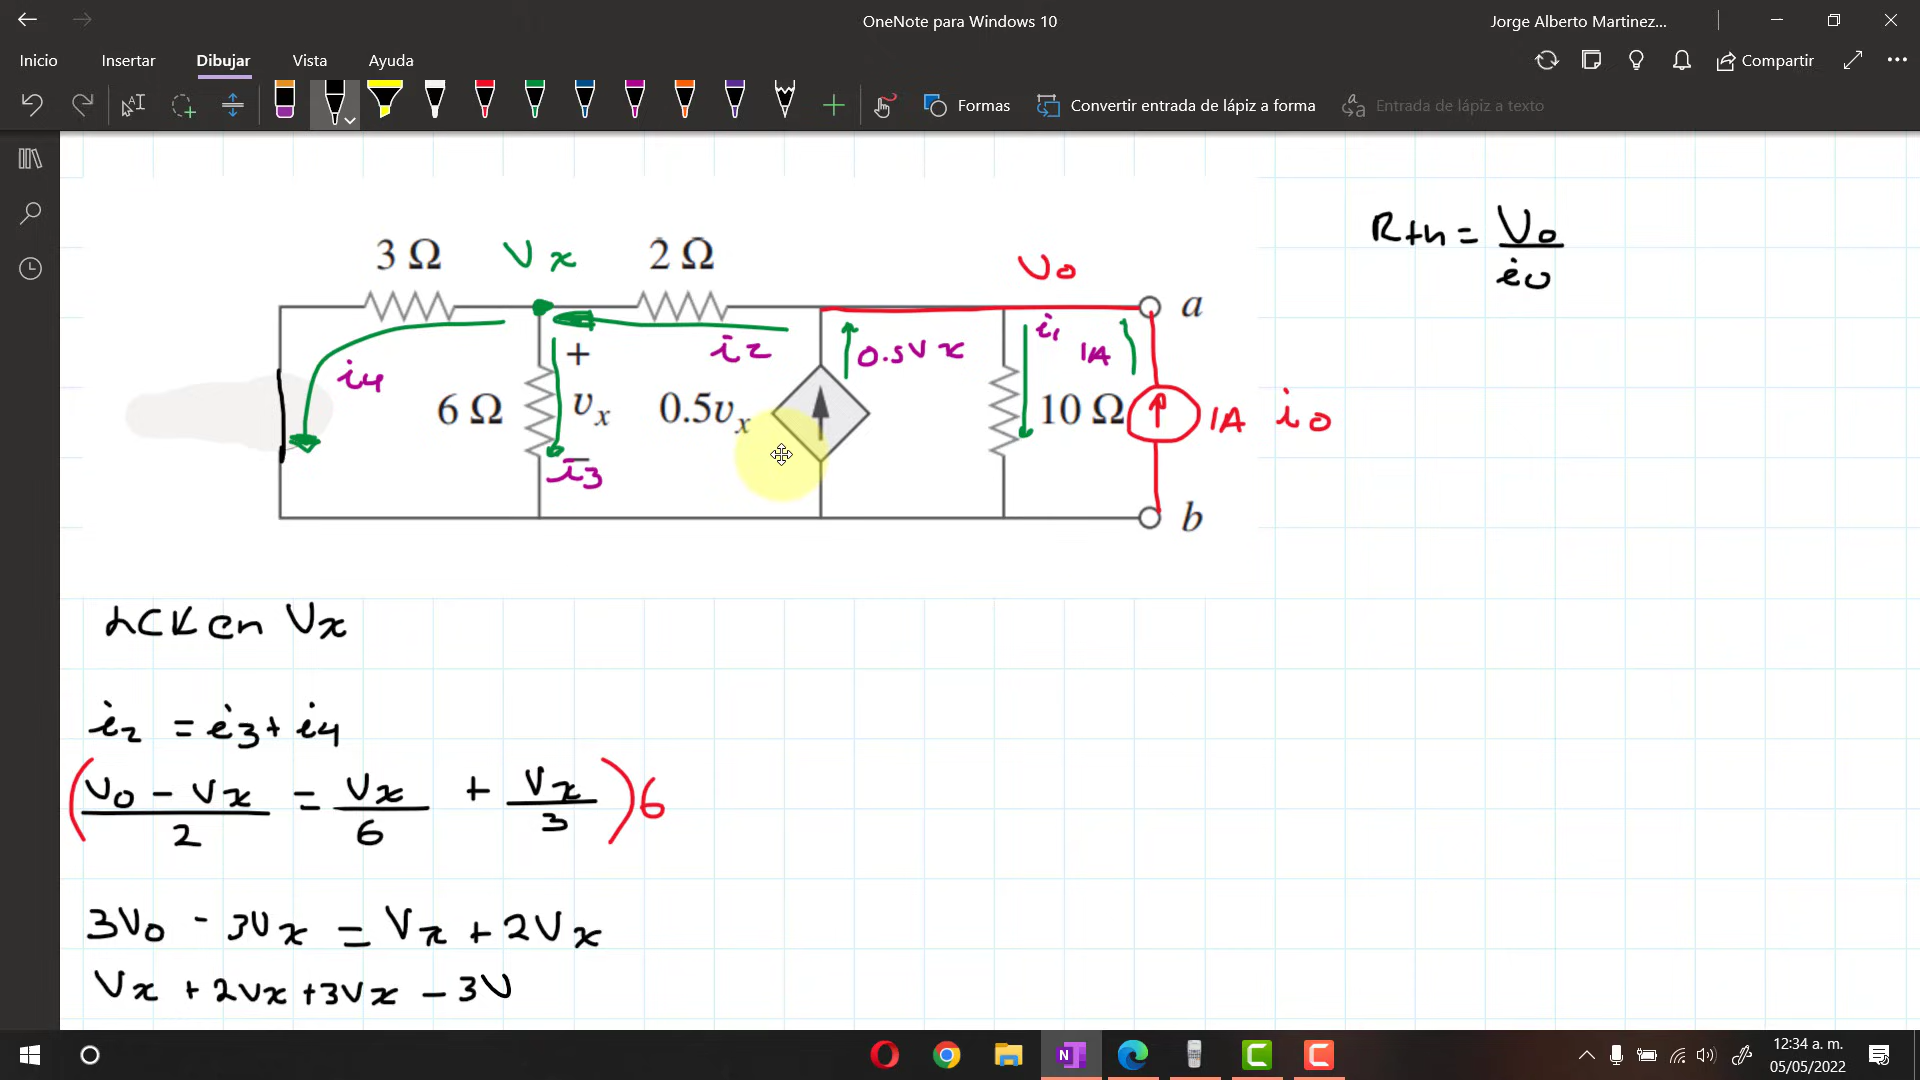 OneNote para Windows 10
Jorge Alberto Martinez...
Inicio Insertar Dibujar Vista Ayuda
Compartir
Formas Convertir entrada de lápiz a forma Entrada de lápiz a texto
3 Ω Vx 2 Ω Vo a
i4 6 Ω + vx − i3 i2 0.5vx 0.5Vx i1 10 Ω 1A 1A io
b
Rth = Vo/io
LCK en Vx
i2 = i3 + i4
(Vo - Vx/2 = Vx/6 + Vx/3)6
3Vo - 3Vx = Vx + 2Vx
Vx + 2Vx + 3Vx - 3V
12:34 a. m.
05/05/2022